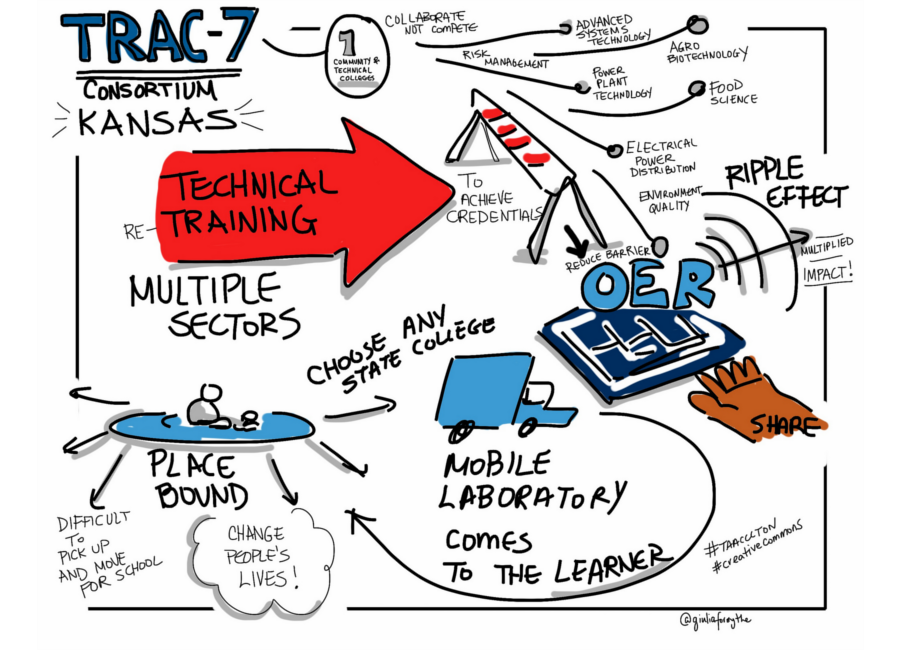 TRAC-7
CONSORTIUM
KANSAS
7
COMMUNITY &
TECHNICAL
COLLEGES
COLLABORATE
NOT COMPETE
RISK
MANAGEMENT
ADVANCED
SYSTEMS
TECHNOLOGY
AGRO
BIOTECHNOLOGY
POWER
PLANT
TECHNOLOGY
FOOD
SCIENCE
ELECTRICAL
POWER
DISTRIBUTION
ENVIRONMENT
QUALITY
TECHNICAL
RE-TRAINING
MULTIPLE
SECTORS
TO
ACHIEVE
CREDENTIALS
REDUCE BARRIER
OER
RIPPLE
EFFECT
MULTIPLIED
IMPACT!
SHARE
CHOOSE ANY
STATE COLLEGE
PLACE
BOUND
DIFFICULT
TO
PICK UP
AND MOVE
FOR SCHOOL
CHANGE
PEOPLE'S
LIVES!
MOBILE
LABORATORY
COMES
TO THE LEARNER
#TAACCCTON
#creativecommons
@giuliaforsythe